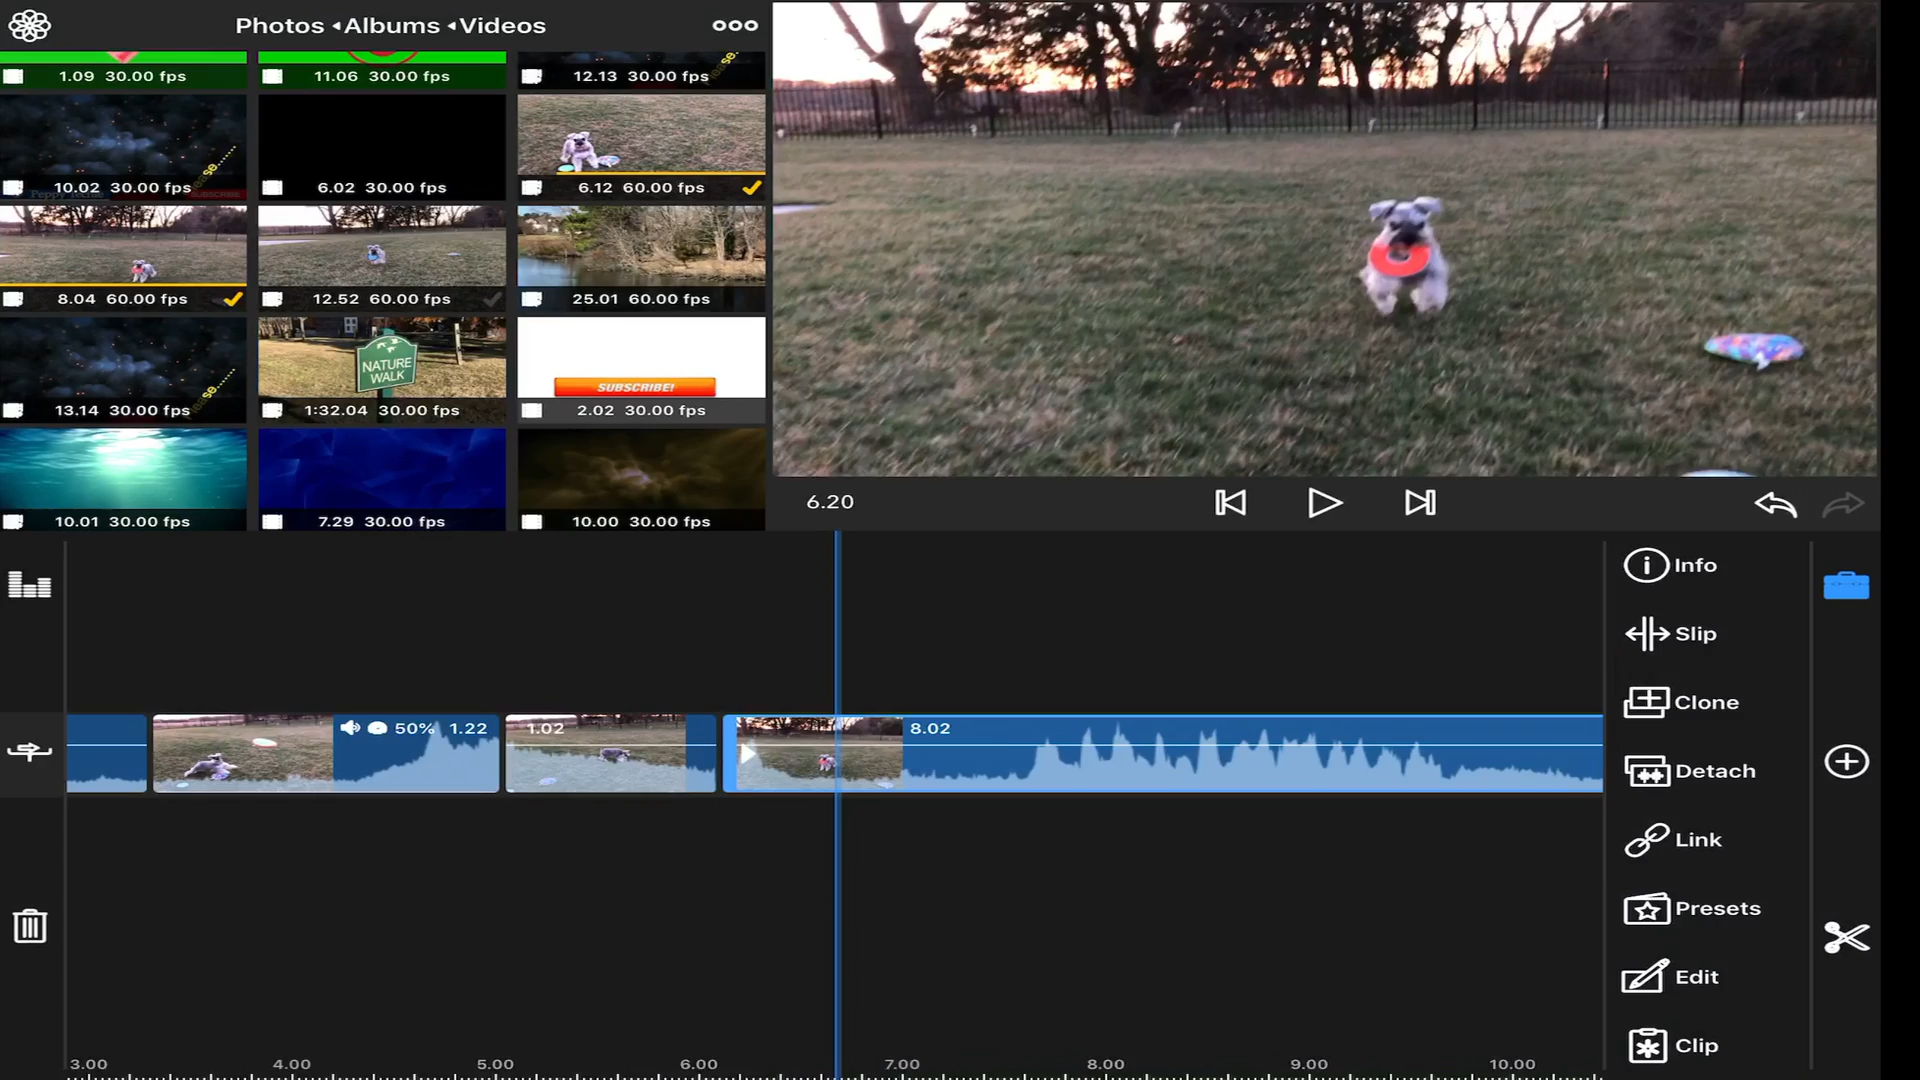 Photos ◂Albums ◂Videos
1.09 30.00 fps
11.06 30.00 fps
12.13 30.00 fps
10.02 30.00 fps
6.02 30.00 fps
6.12 60.00 fps
8.04 60.00 fps
12.52 60.00 fps
25.01 60.00 fps
NATURE
WALK
SUBSCRIBE!
13.14 30.00 fps
1:32.04 30.00 fps
2.02 30.00 fps
10.01 30.00 fps
7.29 30.00 fps
10.00 30.00 fps
6.20
Info
Slip
Clone
Detach
Link
Presets
Edit
Clip
50% 1.22
1.02
8.02
3.00 4.00 5.00 6.00 7.00 8.00 9.00 10.00